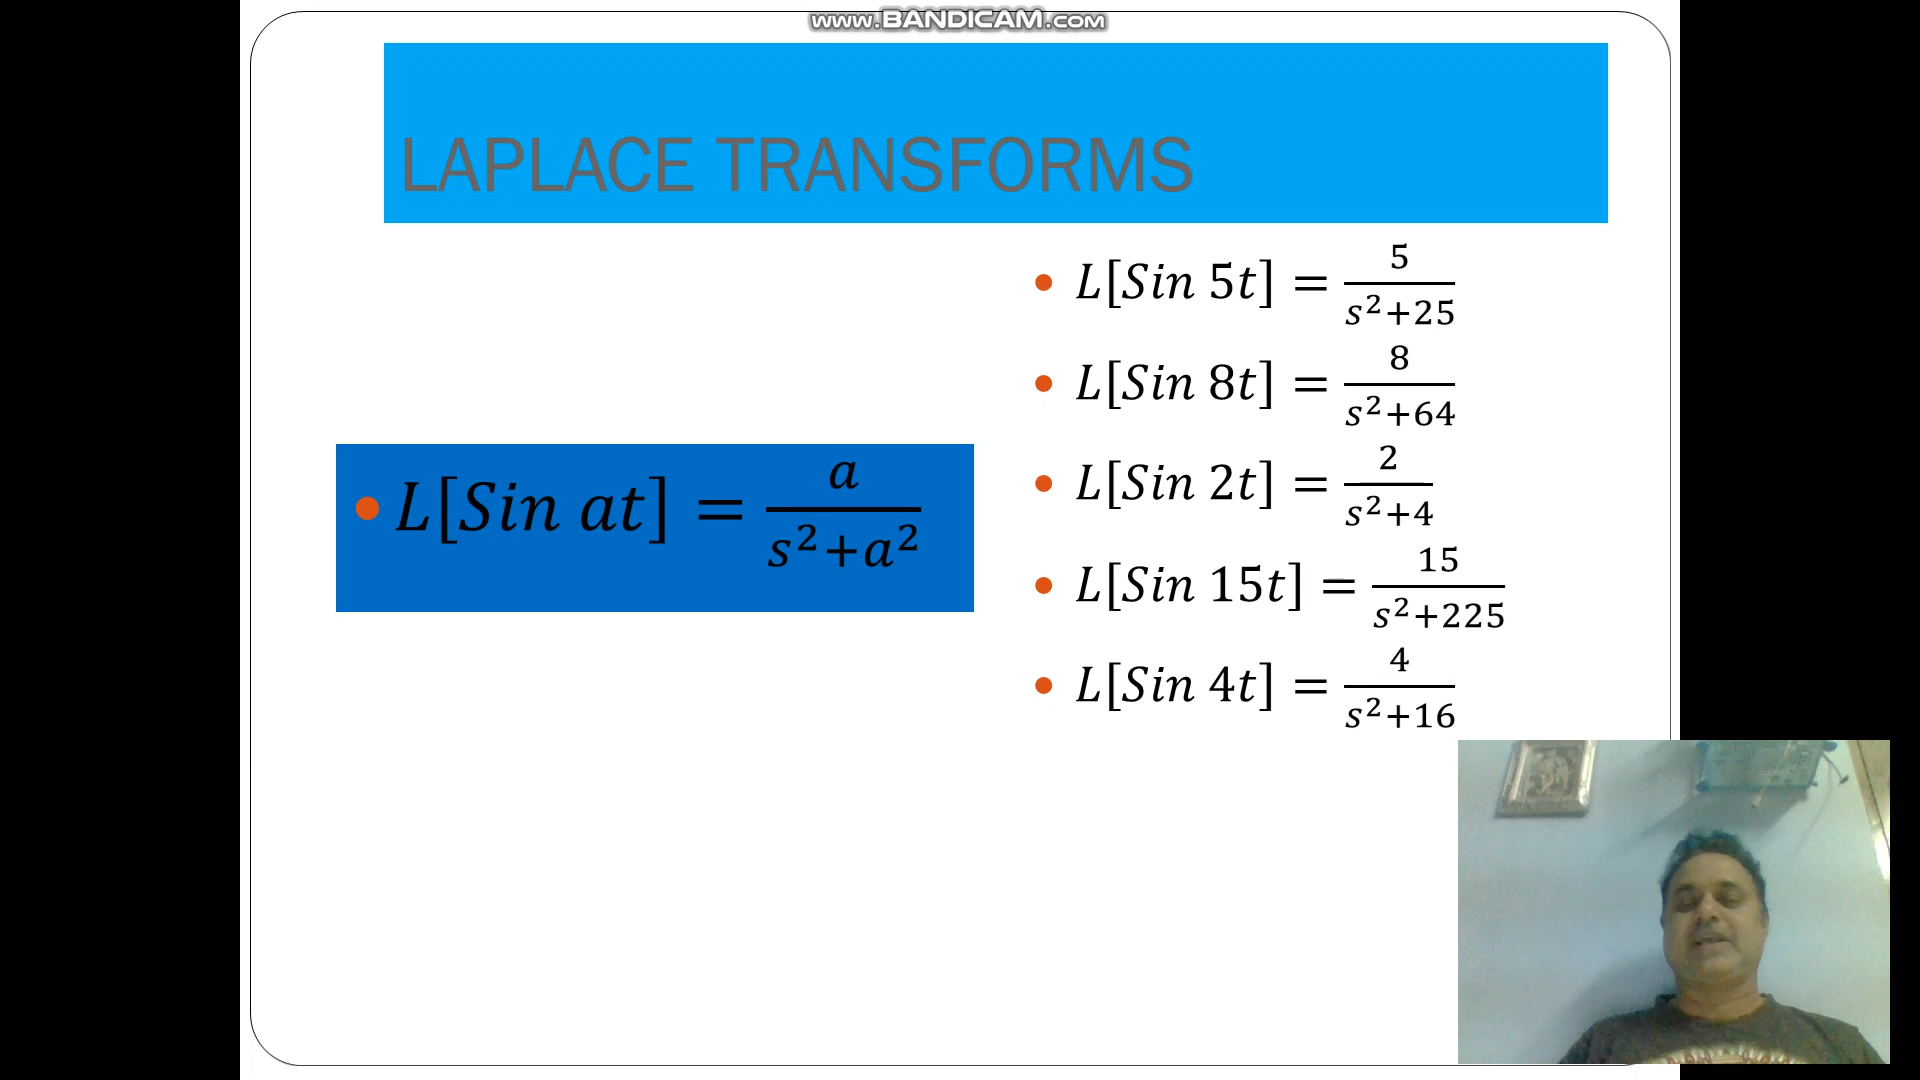 www.BANDICAM.com
LAPLACE TRANSFORMS
• L[Sin at] = a/(s²+a²)
• L[Sin 5t] = 5/(s²+25)
• L[Sin 8t] = 8/(s²+64)
• L[Sin 2t] = 2/(s²+4)
• L[Sin 15t] = 15/(s²+225)
• L[Sin 4t] = 4/(s²+16)